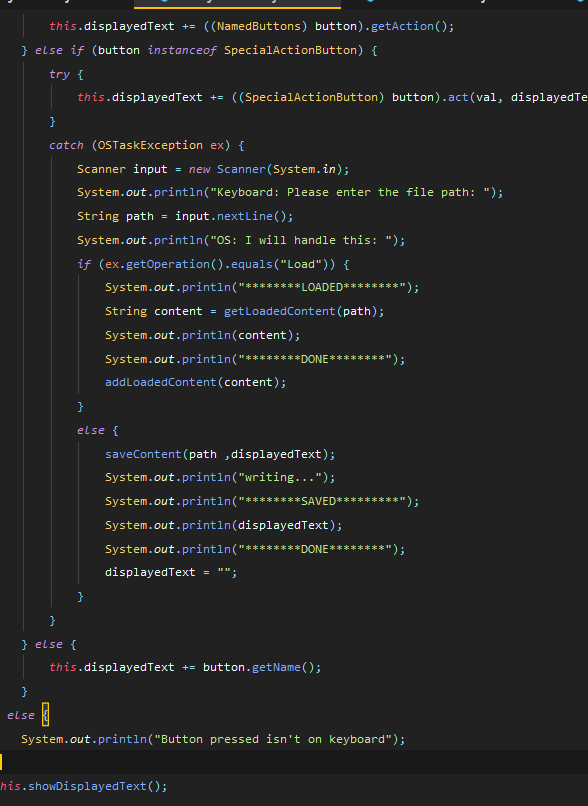 this.displayedText += ((NamedButtons) button).getAction();
} else if (button instanceof SpecialActionButton) {
try {
this.displayedText += ((SpecialActionButton) button).act(val, displayedTe
}
catch (OSTaskException ex) {
Scanner input = new Scanner(System.in);
System.out.println("Keyboard: Please enter the file path: ");
String path = input.nextLine();
System.out.println("OS: I will handle this: ");
if (ex.getOperation().equals("Load")) {
System.out.println("********LOADED********");
String content = getLoadedContent(path);
System.out.println(content);
System.out.println("********DONE********");
addLoadedContent(content);
}
else {
saveContent(path ,displayedText);
System.out.println("writing...");
System.out.println("********SAVED*********");
System.out.println(displayedText);
System.out.println("********DONE********");
displayedText = "";
}
}
} else {
this.displayedText += button.getName();
}
else {
System.out.println("Button pressed isn't on keyboard");
his.showDisplayedText();